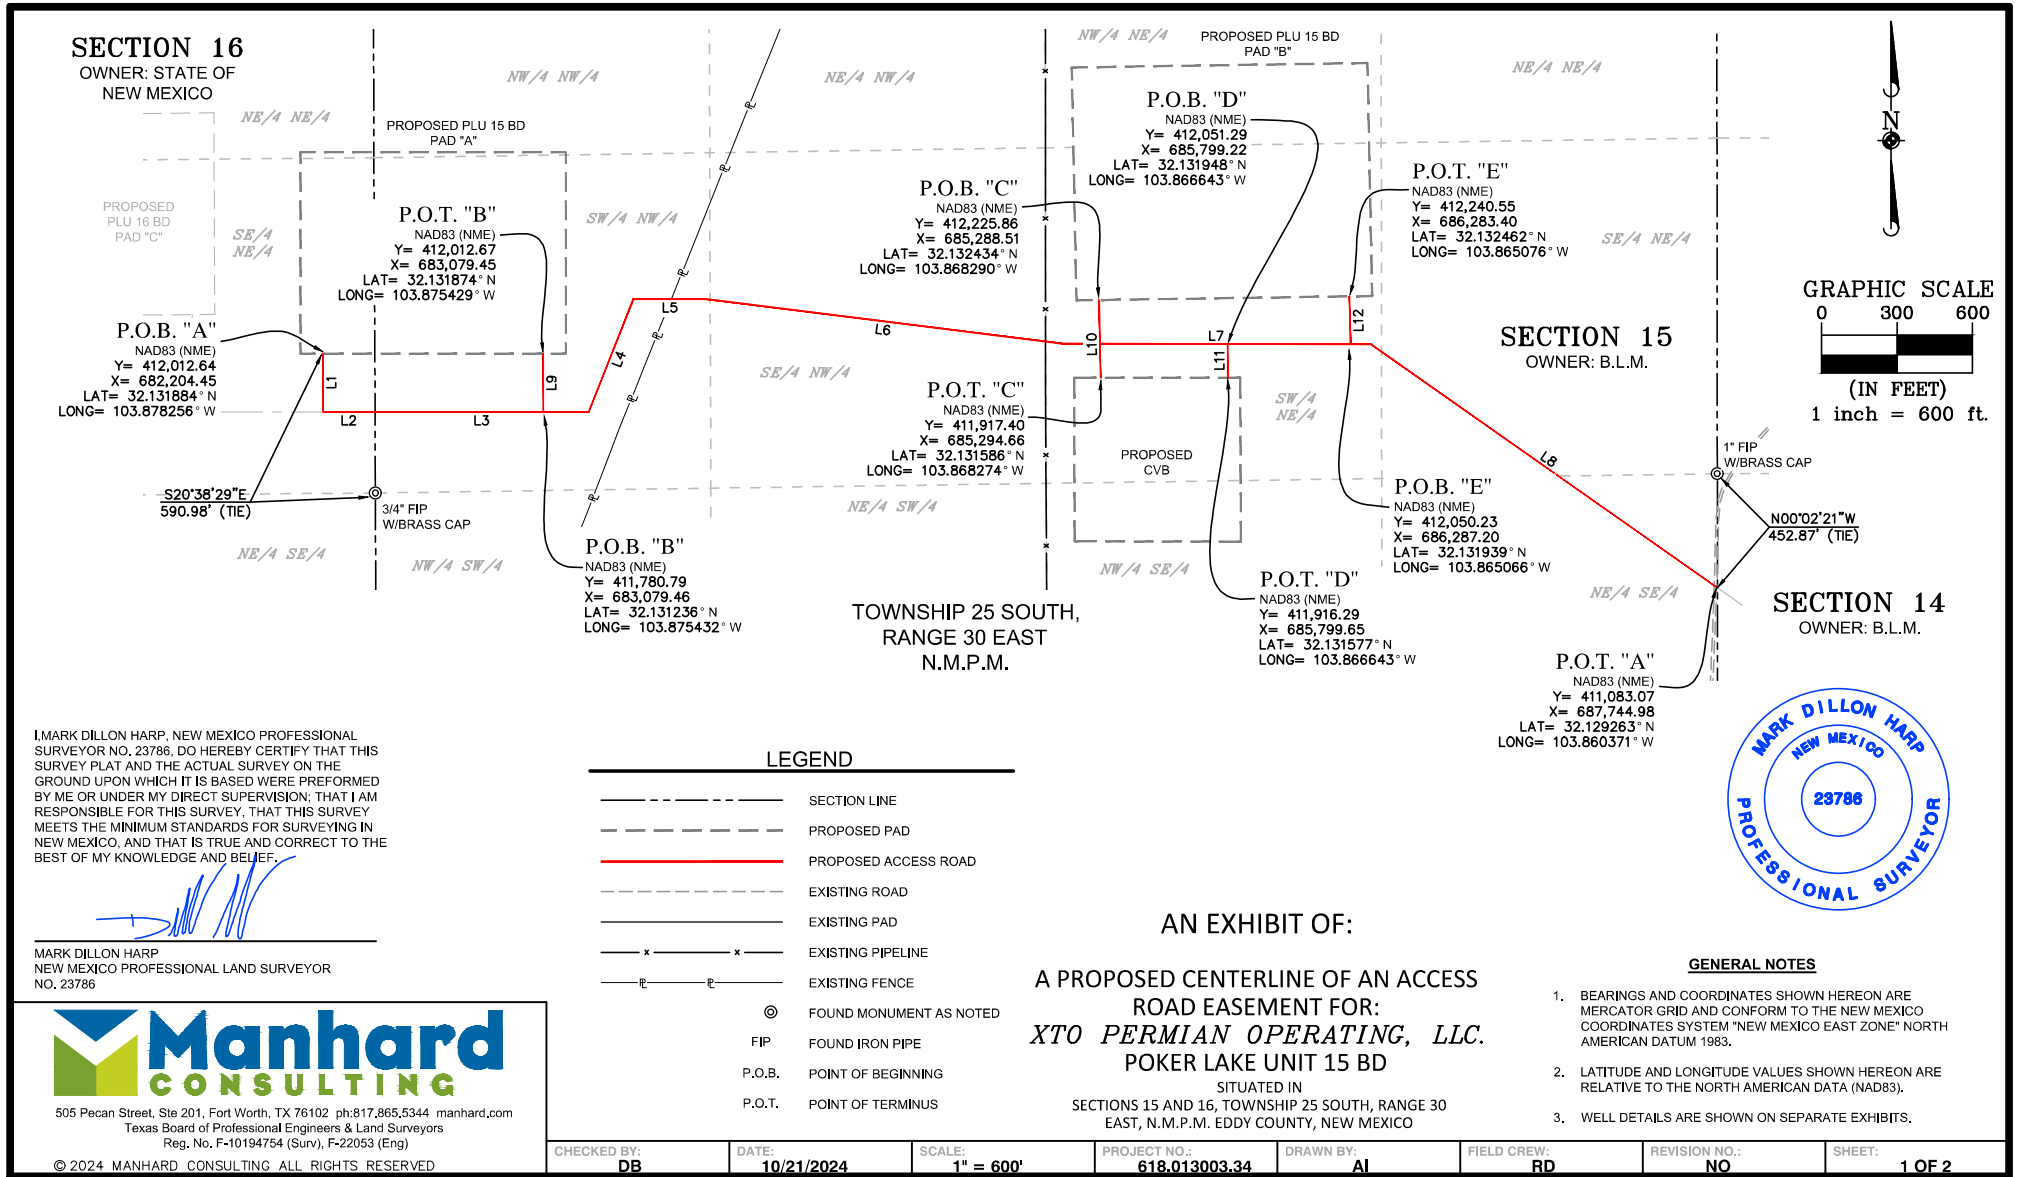 SECTION 16
OWNER: STATE OF
NEW MEXICO
NE/4 NE/4
NW/4 NW/4
NE/4 NW/4
NW/4 NE/4
NE/4 NE/4
PROPOSED PLU 15 BD
PAD "A"
PROPOSED PLU 15 BD
PAD "B"
PROPOSED
PLU 16 BD
PAD "C"
SE/4
NE/4
SW/4 NW/4
SE/4 NE/4
P.O.T. "B"
NAD83 (NME)
Y= 412,012.67
X= 683,079.45
LAT= 32.131874° N
LONG= 103.875429° W
P.O.B. "A"
NAD83 (NME)
Y= 412,012.64
X= 682,204.45
LAT= 32.131884° N
LONG= 103.878256° W
P.O.B. "C"
NAD83 (NME)
Y= 412,225.86
X= 685,288.51
LAT= 32.132434° N
LONG= 103.868290° W
P.O.B. "D"
NAD83 (NME)
Y= 412,051.29
X= 685,799.22
LAT= 32.131948° N
LONG= 103.866643° W
P.O.T. "E"
NAD83 (NME)
Y= 412,240.55
X= 686,283.40
LAT= 32.132462° N
LONG= 103.865076° W
N
GRAPHIC SCALE
0 300 600
(IN FEET)
1 inch = 600 ft.
L1
L2
L3
L4
L5
L6
L7
L8
L9
L10
L11
L12
SECTION 15
OWNER: B.L.M.
SE/4 NW/4
SW/4
NE/4
P.O.T. "C"
NAD83 (NME)
Y= 411,917.40
X= 685,294.66
LAT= 32.131586° N
LONG= 103.868274° W
PROPOSED
CVB
S20°38'29"E
590.98' (TIE)
3/4" FIP
W/BRASS CAP
1" FIP
W/BRASS CAP
N00°02'21"W
452.87' (TIE)
NE/4 SE/4
NW/4 SW/4
NE/4 SW/4
NW/4 SE/4
NE/4 SE/4
P.O.B. "B"
NAD83 (NME)
Y= 411,780.79
X= 683,079.46
LAT= 32.131236° N
LONG= 103.875432° W
P.O.B. "E"
NAD83 (NME)
Y= 412,050.23
X= 686,287.20
LAT= 32.131939° N
LONG= 103.865066° W
P.O.T. "D"
NAD83 (NME)
Y= 411,916.29
X= 685,799.65
LAT= 32.131577° N
LONG= 103.866643° W
TOWNSHIP 25 SOUTH,
RANGE 30 EAST
N.M.P.M.
SECTION 14
OWNER: B.L.M.
P.O.T. "A"
NAD83 (NME)
Y= 411,083.07
X= 687,744.98
LAT= 32.129263° N
LONG= 103.860371° W
MARK DILLON HARP
NEW MEXICO
23786
PROFESSIONAL SURVEYOR
I,MARK DILLON HARP, NEW MEXICO PROFESSIONAL
SURVEYOR NO. 23786, DO HEREBY CERTIFY THAT THIS
SURVEY PLAT AND THE ACTUAL SURVEY ON THE
GROUND UPON WHICH IT IS BASED WERE PREFORMED
BY ME OR UNDER MY DIRECT SUPERVISION; THAT I AM
RESPONSIBLE FOR THIS SURVEY, THAT THIS SURVEY
MEETS THE MINIMUM STANDARDS FOR SURVEYING IN
NEW MEXICO, AND THAT IS TRUE AND CORRECT TO THE
BEST OF MY KNOWLEDGE AND BELIEF.
MARK DILLON HARP
NEW MEXICO PROFESSIONAL LAND SURVEYOR
NO. 23786
LEGEND
SECTION LINE
PROPOSED PAD
PROPOSED ACCESS ROAD
EXISTING ROAD
EXISTING PAD
EXISTING PIPELINE
EXISTING FENCE
FOUND MONUMENT AS NOTED
FIP FOUND IRON PIPE
P.O.B. POINT OF BEGINNING
P.O.T. POINT OF TERMINUS
AN EXHIBIT OF:
A PROPOSED CENTERLINE OF AN ACCESS
ROAD EASEMENT FOR:
XTO PERMIAN OPERATING, LLC.
POKER LAKE UNIT 15 BD
SITUATED IN
SECTIONS 15 AND 16, TOWNSHIP 25 SOUTH, RANGE 30
EAST, N.M.P.M. EDDY COUNTY, NEW MEXICO
GENERAL NOTES
1. BEARINGS AND COORDINATES SHOWN HEREON ARE
MERCATOR GRID AND CONFORM TO THE NEW MEXICO
COORDINATES SYSTEM "NEW MEXICO EAST ZONE" NORTH
AMERICAN DATUM 1983.
2. LATITUDE AND LONGITUDE VALUES SHOWN HEREON ARE
RELATIVE TO THE NORTH AMERICAN DATA (NAD83).
3. WELL DETAILS ARE SHOWN ON SEPARATE EXHIBITS.
Manhard
CONSULTING
505 Pecan Street, Ste 201, Fort Worth, TX 76102 ph:817.865.5344 manhard.com
Texas Board of Professional Engineers & Land Surveyors
Reg. No. F-10194754 (Surv), F-22053 (Eng)
© 2024 MANHARD CONSULTING ALL RIGHTS RESERVED
CHECKED BY: DB
DATE: 10/21/2024
SCALE: 1" = 600'
PROJECT NO.: 618.013003.34
DRAWN BY: AI
FIELD CREW: RD
REVISION NO.: NO
SHEET: 1 OF 2